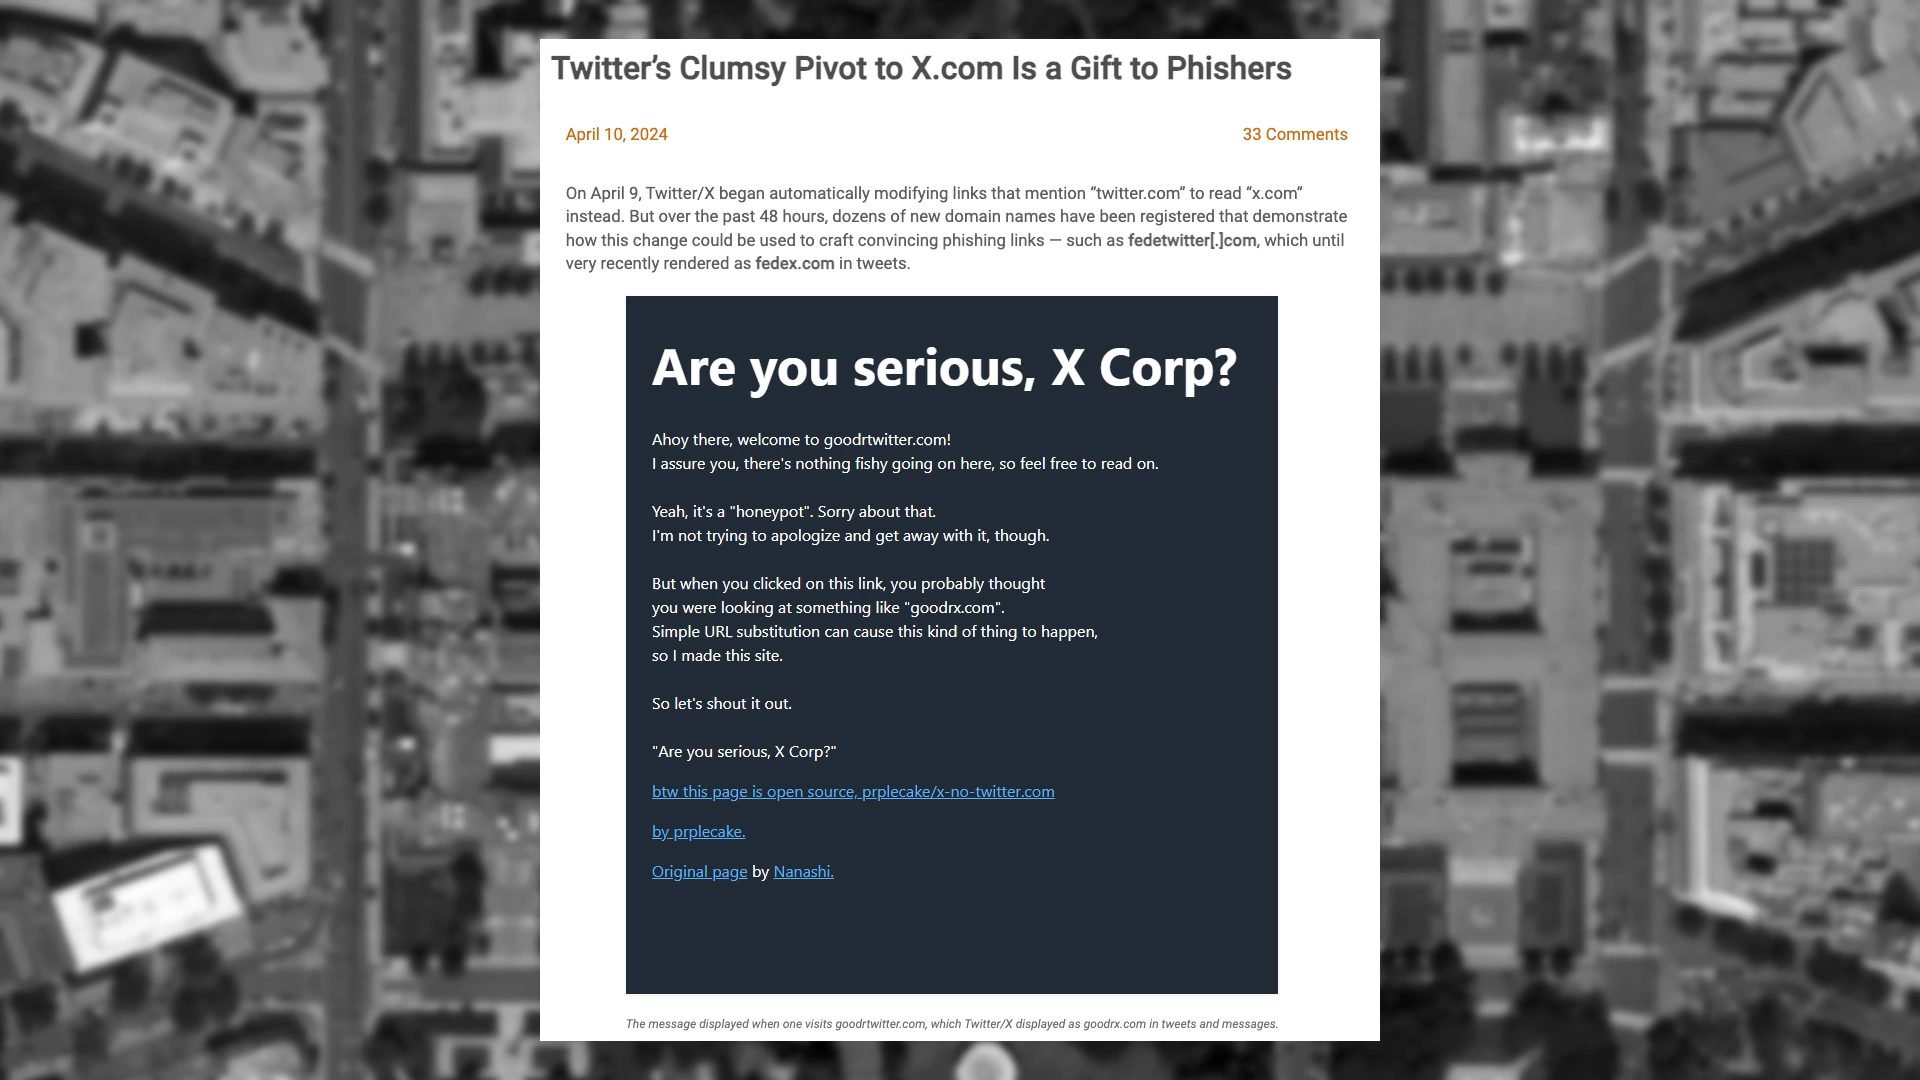 Twitter’s Clumsy Pivot to X.com Is a Gift to Phishers
April 10, 2024
33 Comments
On April 9, Twitter/X began automatically modifying links that mention “twitter.com” to read “x.com”
instead. But over the past 48 hours, dozens of new domain names have been registered that demonstrate
how this change could be used to craft convincing phishing links — such as fedetwitter[.]com, which until
very recently rendered as fedex.com in tweets.
Are you serious, X Corp?
Ahoy there, welcome to goodrtwitter.com!
I assure you, there's nothing fishy going on here, so feel free to read on.
Yeah, it's a "honeypot". Sorry about that.
I'm not trying to apologize and get away with it, though.
But when you clicked on this link, you probably thought
you were looking at something like "goodrx.com".
Simple URL substitution can cause this kind of thing to happen,
so I made this site.
So let's shout it out.
"Are you serious, X Corp?"
btw this page is open source, prplecake/x-no-twitter.com
by prplecake.
Original page by Nanashi.
The message displayed when one visits goodrtwitter.com, which Twitter/X displayed as goodrx.com in tweets and messages.